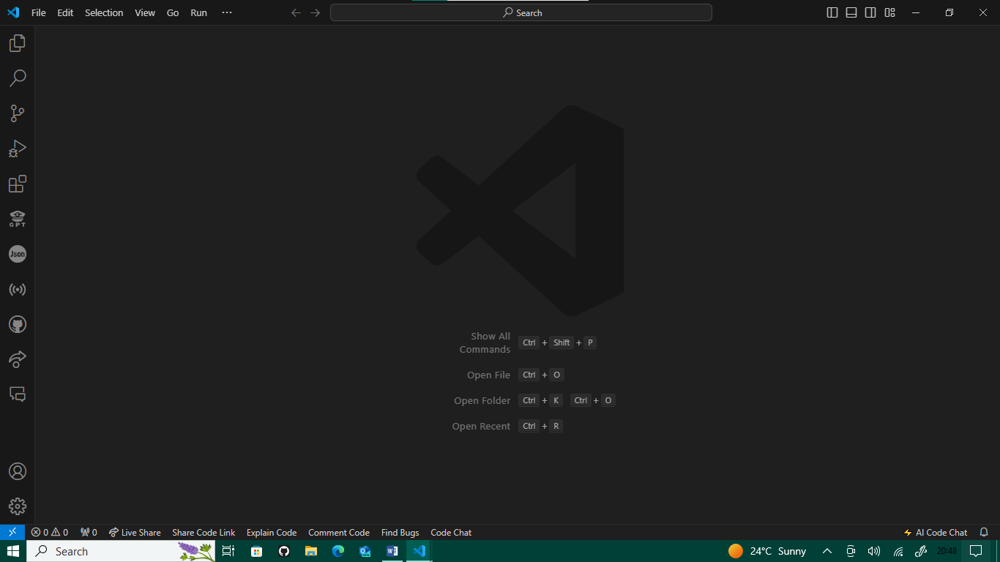 File Edit Selection View Go Run ···
Search
GPT
Json
Show All
Commands Ctrl + Shift + P
Open File Ctrl + O
Open Folder Ctrl + K Ctrl + O
Open Recent Ctrl + R
0 0 0 Live Share Share Code Link Explain Code Comment Code Find Bugs Code Chat AI Code Chat
Search 24°C Sunny 20:48